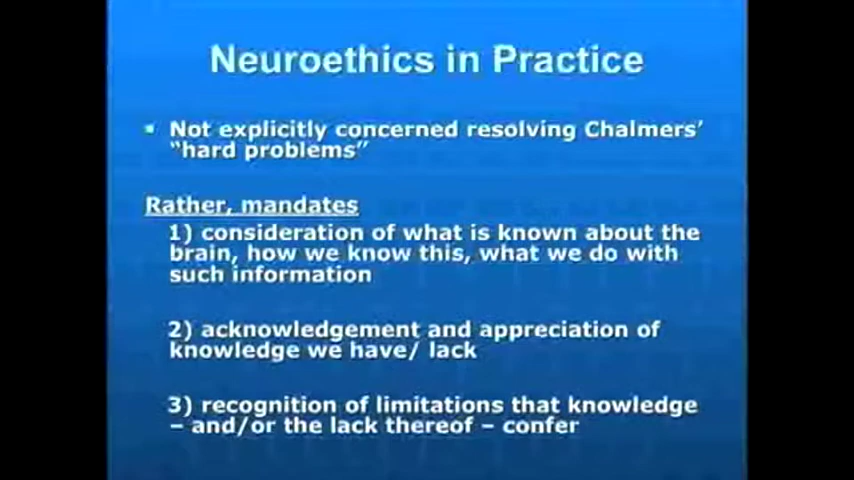 Neuroethics in Practice
▪ Not explicitly concerned resolving Chalmers’
“hard problems”
Rather, mandates
1) consideration of what is known about the
brain, how we know this, what we do with
such information
2) acknowledgement and appreciation of
knowledge we have/ lack
3) recognition of limitations that knowledge
– and/or the lack thereof – confer